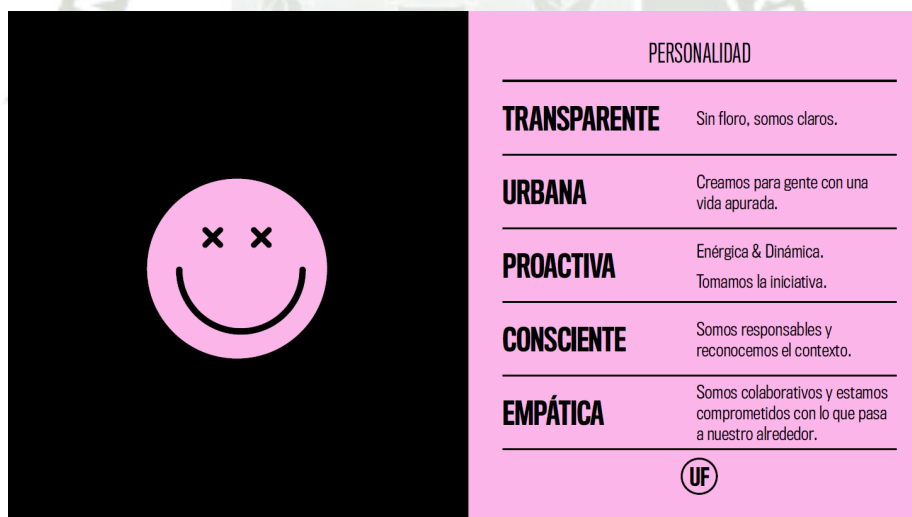 PERSONALIDAD
TRANSPARENTE
Sin floro, somos claros.
URBANA
Creamos para gente con una
vida apurada.
PROACTIVA
Enérgica & Dinámica.
Tomamos la iniciativa.
CONSCIENTE
Somos responsables y
reconocemos el contexto.
EMPÁTICA
Somos colaborativos y estamos
comprometidos con lo que pasa
a nuestro alrededor.
UF